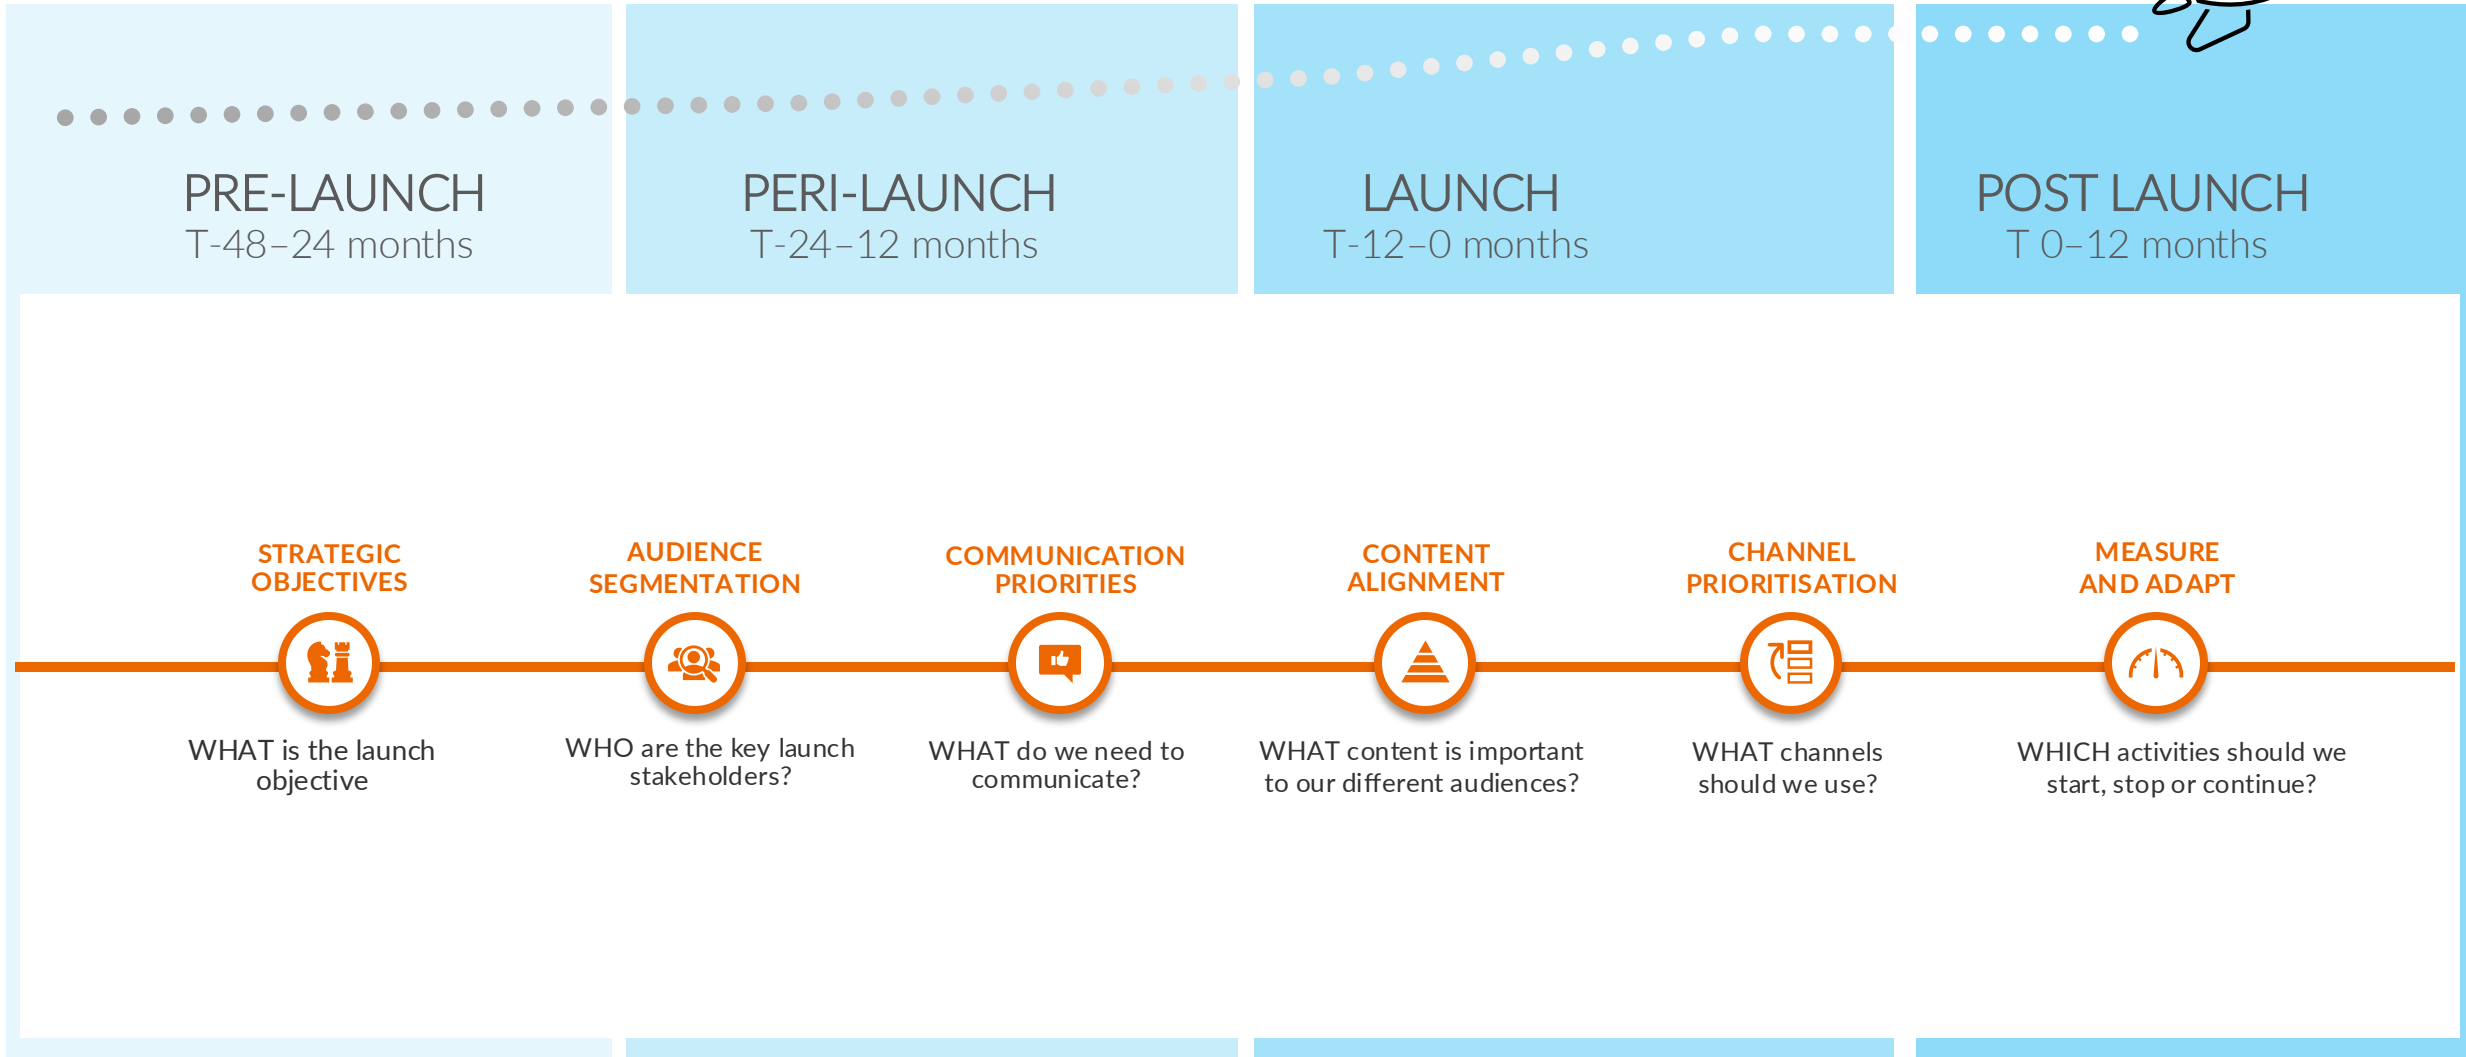 PRE-LAUNCH
T-48–24 months
PERI-LAUNCH
T-24–12 months
LAUNCH
T-12–0 months
POST LAUNCH
T 0–12 months
STRATEGIC
OBJECTIVES
WHAT is the launch
objective
AUDIENCE
SEGMENTATION
WHO are the key launch
stakeholders?
COMMUNICATION
PRIORITIES
WHAT do we need to
communicate?
CONTENT
ALIGNMENT
WHAT content is important
to our different audiences?
CHANNEL
PRIORITISATION
WHAT channels
should we use?
MEASURE
AND ADAPT
WHICH activities should we
start, stop or continue?